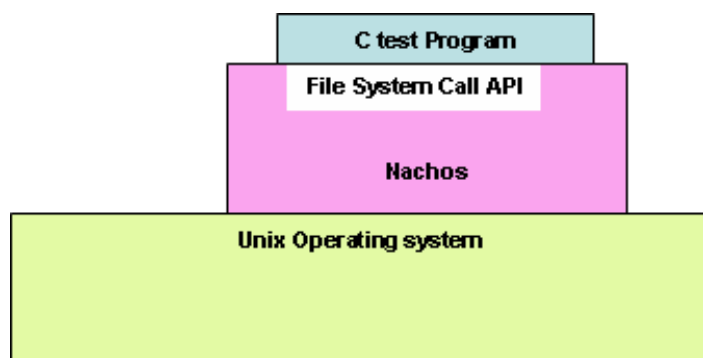 C test Program
File System Call API
Nachos
Unix Operating system